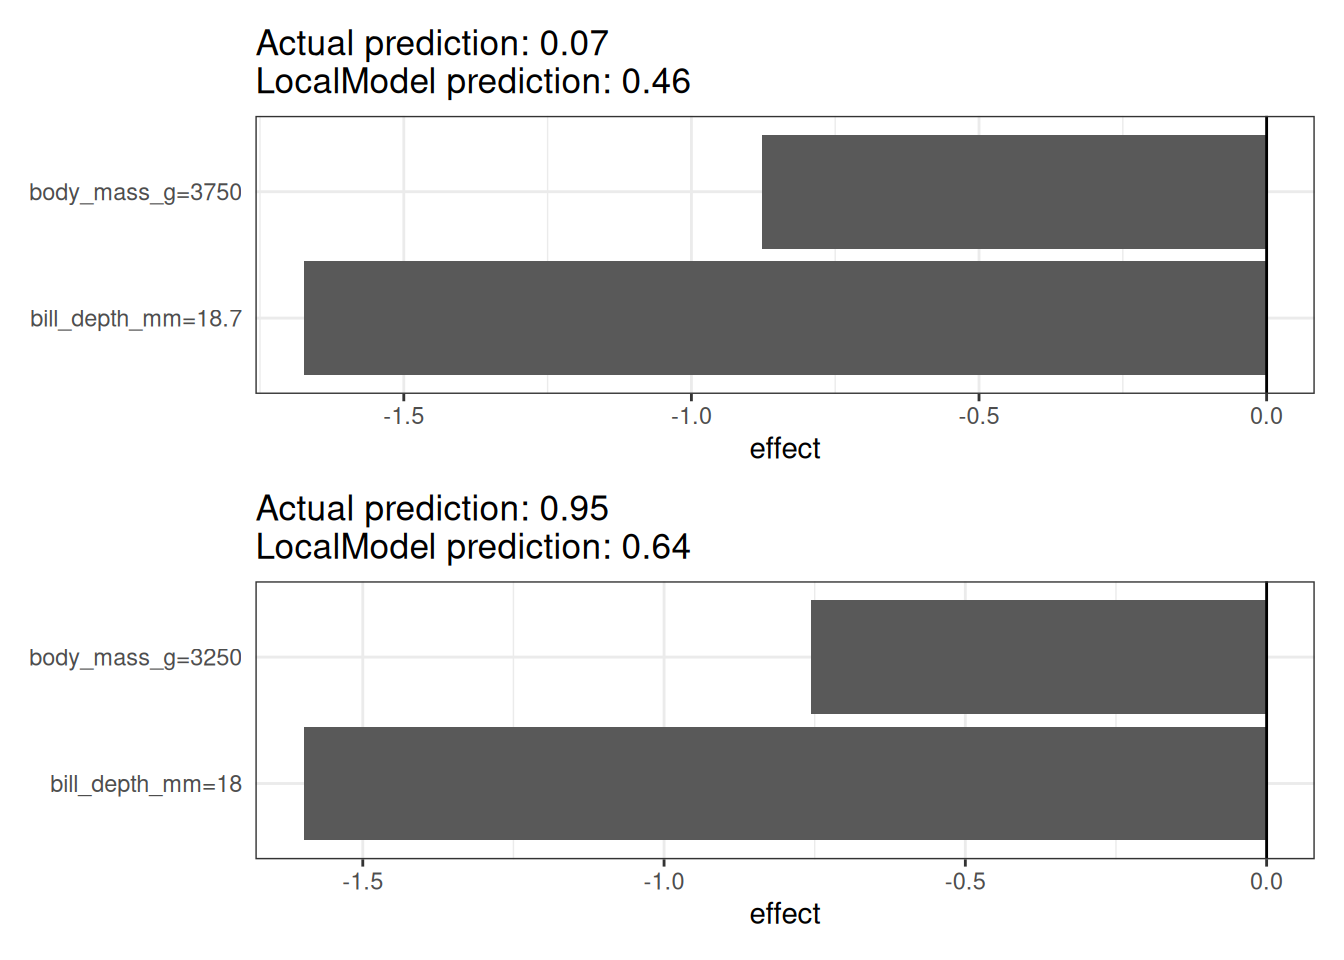 Actual prediction: 0.07
LocalModel prediction: 0.46
body_mass_g=3750
bill_depth_mm=18.7
-1.5 -1.0 -0.5 0.0
effect
Actual prediction: 0.95
LocalModel prediction: 0.64
body_mass_g=3250
bill_depth_mm=18
-1.5 -1.0 -0.5 0.0
effect